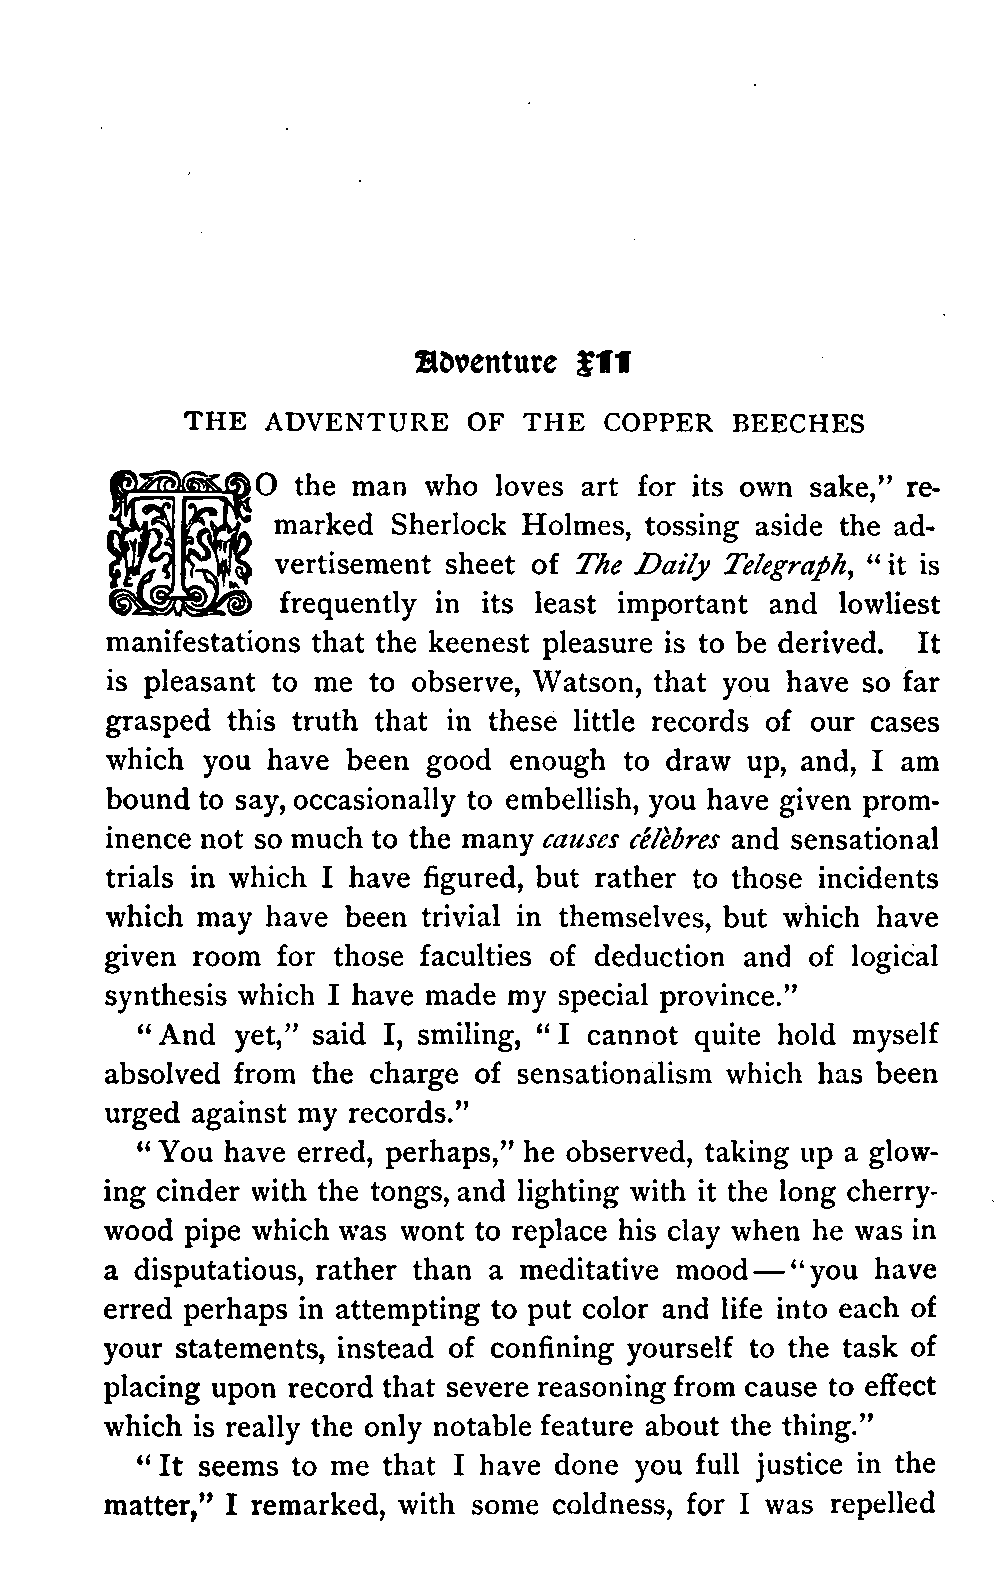 Adventure XII
THE ADVENTURE OF THE COPPER BEECHES
TO the man who loves art for its own sake,” re-
marked Sherlock Holmes, tossing aside the ad-
vertisement sheet of The Daily Telegraph, “it is
frequently in its least important and lowliest
manifestations that the keenest pleasure is to be derived. It
is pleasant to me to observe, Watson, that you have so far
grasped this truth that in these little records of our cases
which you have been good enough to draw up, and, I am
bound to say, occasionally to embellish, you have given prom-
inence not so much to the many causes célèbres and sensational
trials in which I have figured, but rather to those incidents
which may have been trivial in themselves, but which have
given room for those faculties of deduction and of logical
synthesis which I have made my special province.”
“And yet,” said I, smiling, “I cannot quite hold myself
absolved from the charge of sensationalism which has been
urged against my records.”
“You have erred, perhaps,” he observed, taking up a glow-
ing cinder with the tongs, and lighting with it the long cherry-
wood pipe which was wont to replace his clay when he was in
a disputatious, rather than a meditative mood—“you have
erred perhaps in attempting to put color and life into each of
your statements, instead of confining yourself to the task of
placing upon record that severe reasoning from cause to effect
which is really the only notable feature about the thing.”
“It seems to me that I have done you full justice in the
matter,” I remarked, with some coldness, for I was repelled